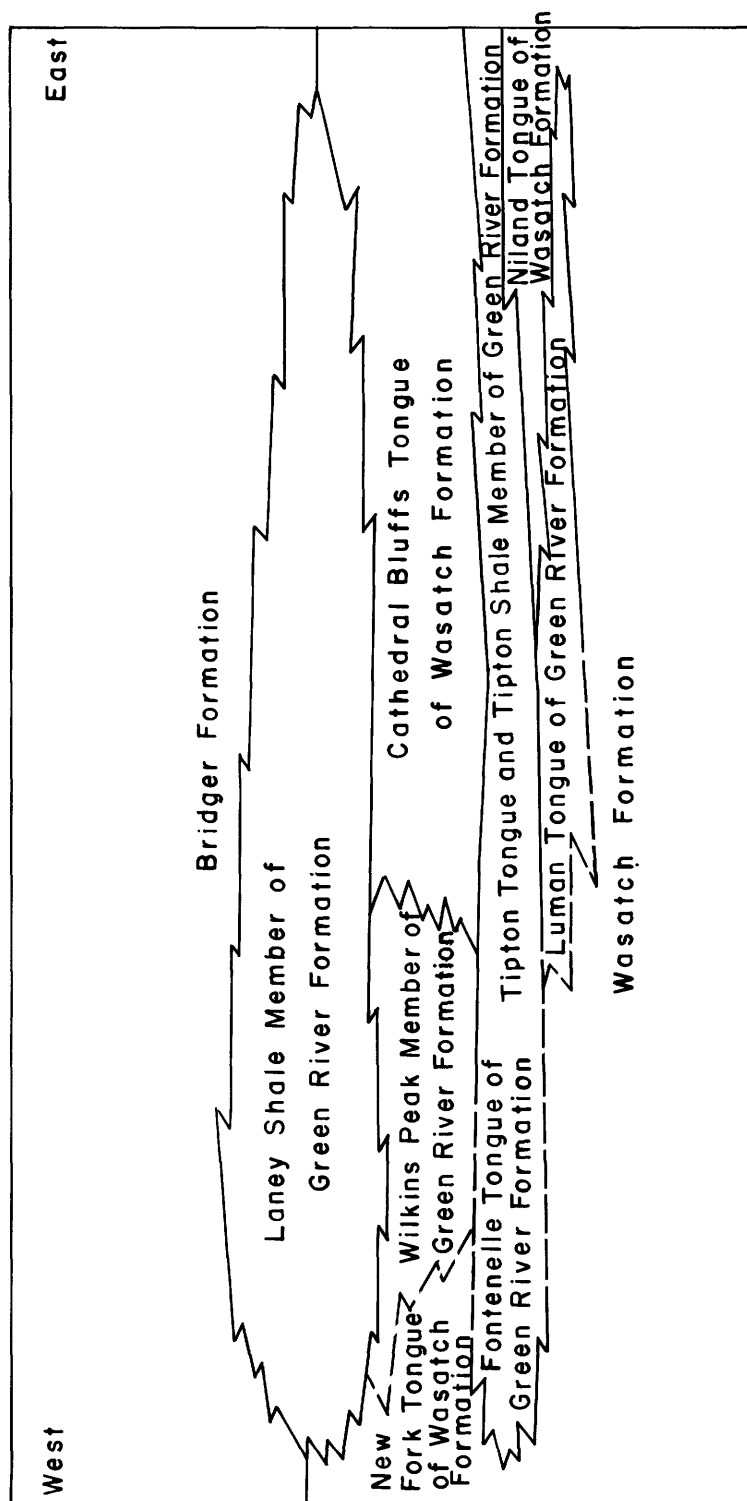 West
East
Bridger Formation
Laney Shale Member of
Green River Formation
Cathedral Bluffs Tongue
of Wasatch Formation
Wilkins Peak Member of
Green River Formation
New
Fork Tongue
of Wasatch
Formation
Tipton Tongue and Tipton Shale Member of Green River Formation
Fontenelle Tongue of
Green River Formation
Niland Tongue of
Wasatch Formation
Luman Tongue of Green River Formation
Wasatch Formation